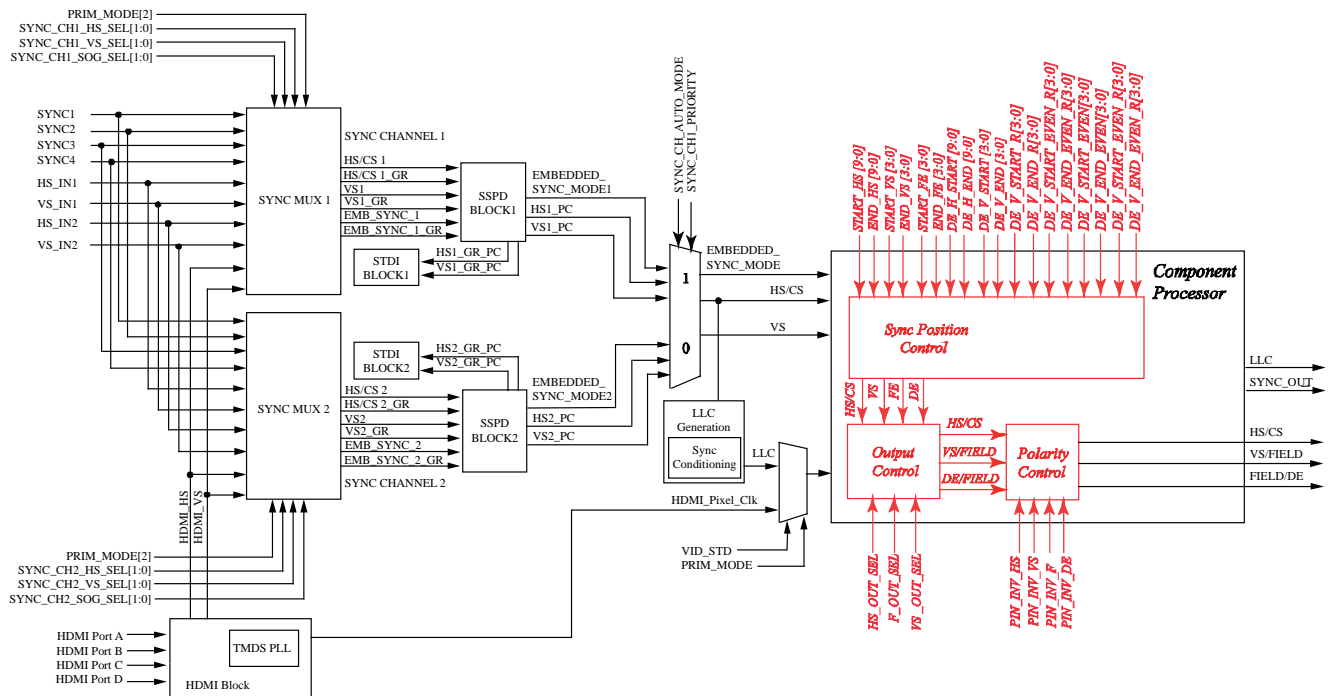 PRIM_MODE[2]
SYNC_CH1_HS_SEL[1:0]
SYNC_CH1_VS_SEL[1:0]
SYNC_CH1_SOG_SEL[1:0]
SYNC1
SYNC2
SYNC3
SYNC4
HS_IN1
VS_IN1
HS_IN2
VS_IN2
SYNC MUX 1
SYNC CHANNEL 1
HS/CS 1
HS/CS 1_GR
VS1
VS1_GR
EMB_SYNC_1
EMB_SYNC_1_GR
SSPD
BLOCK1
EMBEDDED_
SYNC_MODE1
HS1_PC
VS1_PC
STDI
BLOCK1
HS1_GR_PC
VS1_GR_PC
SYNC_CH_AUTO_MODE
SYNC_CH1_PRIORITY
1
0
EMBEDDED_
SYNC_MODE
HS/CS
VS
STDI
BLOCK2
HS2_GR_PC
VS2_GR_PC
SYNC MUX 2
HS/CS 2
HS/CS 2_GR
VS2
VS2_GR
EMB_SYNC_2
EMB_SYNC_2_GR
SYNC CHANNEL 2
SSPD
BLOCK2
EMBEDDED_
SYNC_MODE2
HS2_PC
VS2_PC
LLC
Generation
Sync
Conditioning
LLC
HDMI_Pixel_Clk
VID_STD
PRIM_MODE
HDMI_HS
HDMI_VS
PRIM_MODE[2]
SYNC_CH2_HS_SEL[1:0]
SYNC_CH2_VS_SEL[1:0]
SYNC_CH2_SOG_SEL[1:0]
HDMI Port A
HDMI Port B
HDMI Port C
HDMI Port D
TMDS PLL
HDMI Block
START_HS [9:0]
END_HS [9:0]
START_VS [3:0]
END_VS [3:0]
START_FE [3:0]
END_FE [3:0]
DE_H_START [9:0]
DE_H_END [9:0]
DE_V_START [3:0]
DE_V_END [3:0]
DE_V_START_R[3:0]
DE_V_END_R[3:0]
DE_V_START_EVEN_R[3:0]
DE_V_END_EVEN_R[3:0]
DE_V_START_EVEN[3:0]
DE_V_END_EVEN[3:0]
DE_V_START_EVEN_R[3:0]
DE_V_END_EVEN_R[3:0]
Component
Processor
Sync Position
Control
HS/CS
VS
FE
DE
Output
Control
HS/CS
VS/FIELD
DE/FIELD
Polarity
Control
HS_OUT_SEL
F_OUT_SEL
VS_OUT_SEL
PIN_INV_HS
PIN_INV_VS
PIN_INV_F
PIN_INV_DE
LLC
SYNC_OUT
HS/CS
VS/FIELD
FIELD/DE